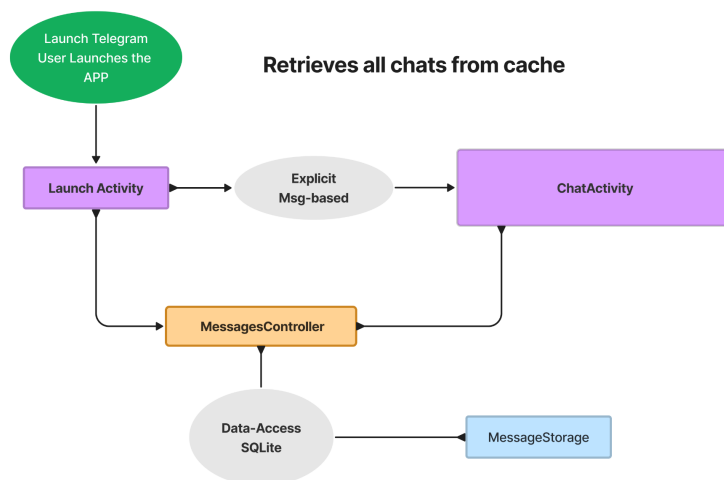 Launch Telegram
User Launches the
APP
Retrieves all chats from cache
Launch Activity
Explicit
Msg-based
ChatActivity
MessagesController
Data-Access
SQLite
MessageStorage